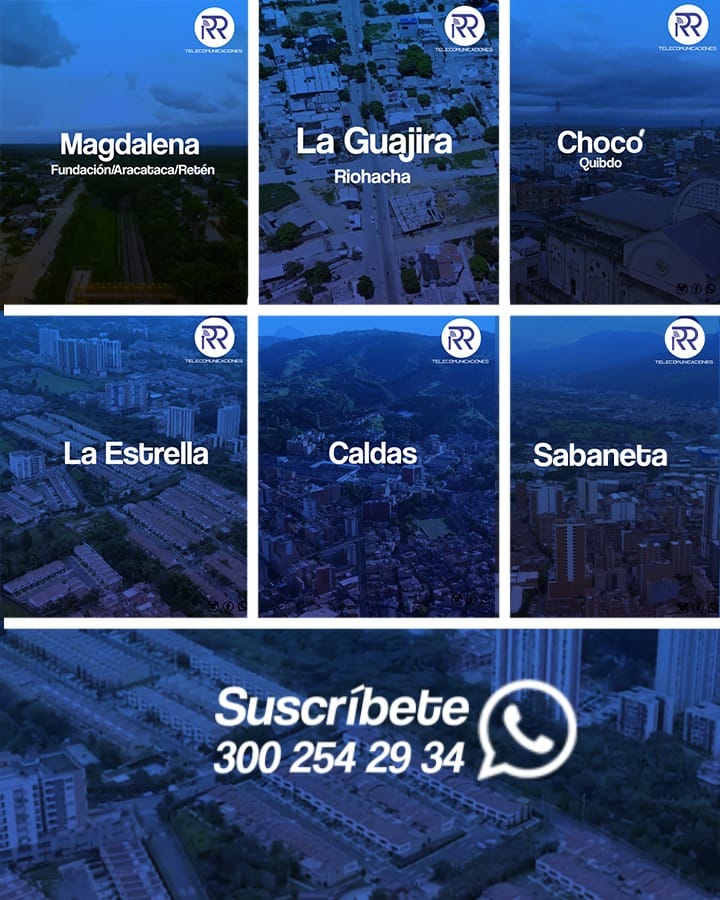 RR
TELECOMUNICACIONES
Magdalena
Fundación/Aracataca/Retén
RR
TELECOMUNICACIONES
La Guajira
Riohacha
RR
TELECOMUNICACIONES
Chocó
Quibdo
RR
TELECOMUNICACIONES
La Estrella
RR
TELECOMUNICACIONES
Caldas
RR
TELECOMUNICACIONES
Sabaneta
Suscríbete
300 254 29 34